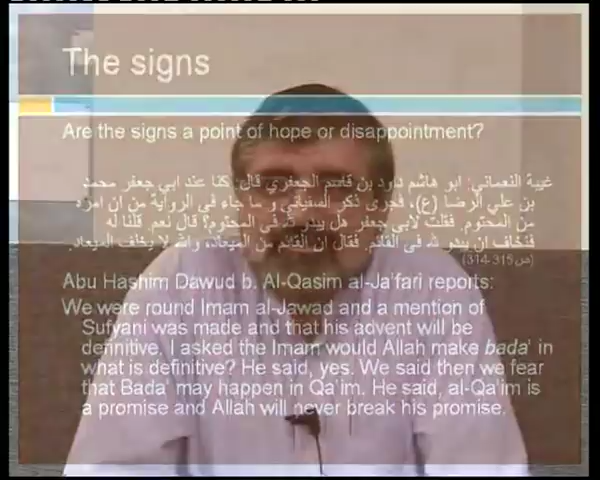 The signs
Are the signs a point of hope or disappointment?
غيبة النعماني: ابو هاشم داود بن قاسم الجعفري قال: كنا عند ابي جعفر محمد
بن علي الرضا (ع)، فجرى ذكر السفياني و ما جاء في الرواية من ان امره
من المحتوم. فقلت لابي جعفر هل يبدو لله في المحتوم؟ قال نعم. قلنا له
فنخاف ان يبدو لله في القائم. فقال ان القائم من الميعاد، والله لا يخلف الميعاد.
(ص 315-314)
Abu Hashim Dawud b. Al-Qasim al-Ja'fari reports:
We were round Imam al-Jawad and a mention of
Sufyani was made and that his advent will be
definitive. I asked the Imam would Allah make bada' in
what is definitive? He said, yes. We said then we fear
that Bada' may happen in Qa'im. He said, al-Qa'im is
a promise and Allah will never break his promise.